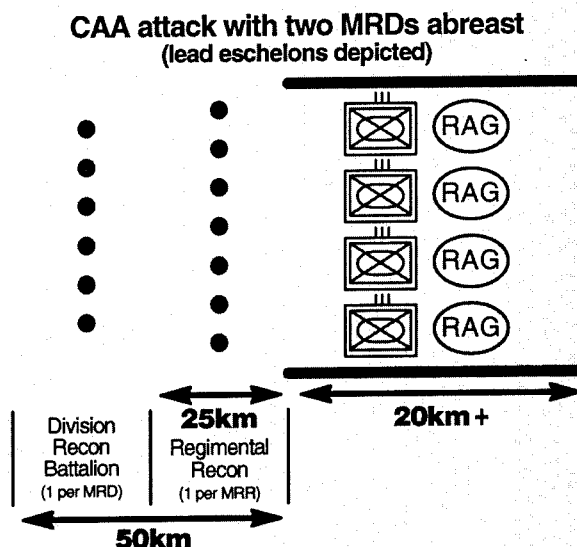 CAA attack with two MRDs abreast
(lead eschelons depicted)
RAG
RAG
RAG
RAG
25km
20km+
Division
Recon
Battalion
(1 per MRD)
Regimental
Recon
(1 per MRR)
50km